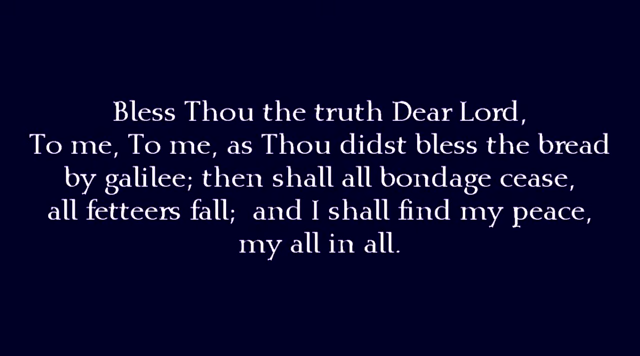 Bless Thou the truth Dear Lord,
To me, To me, as Thou didst bless the bread
by galilee; then shall all bondage cease,
all fetteers fall;  and I shall find my peace,
my all in all.